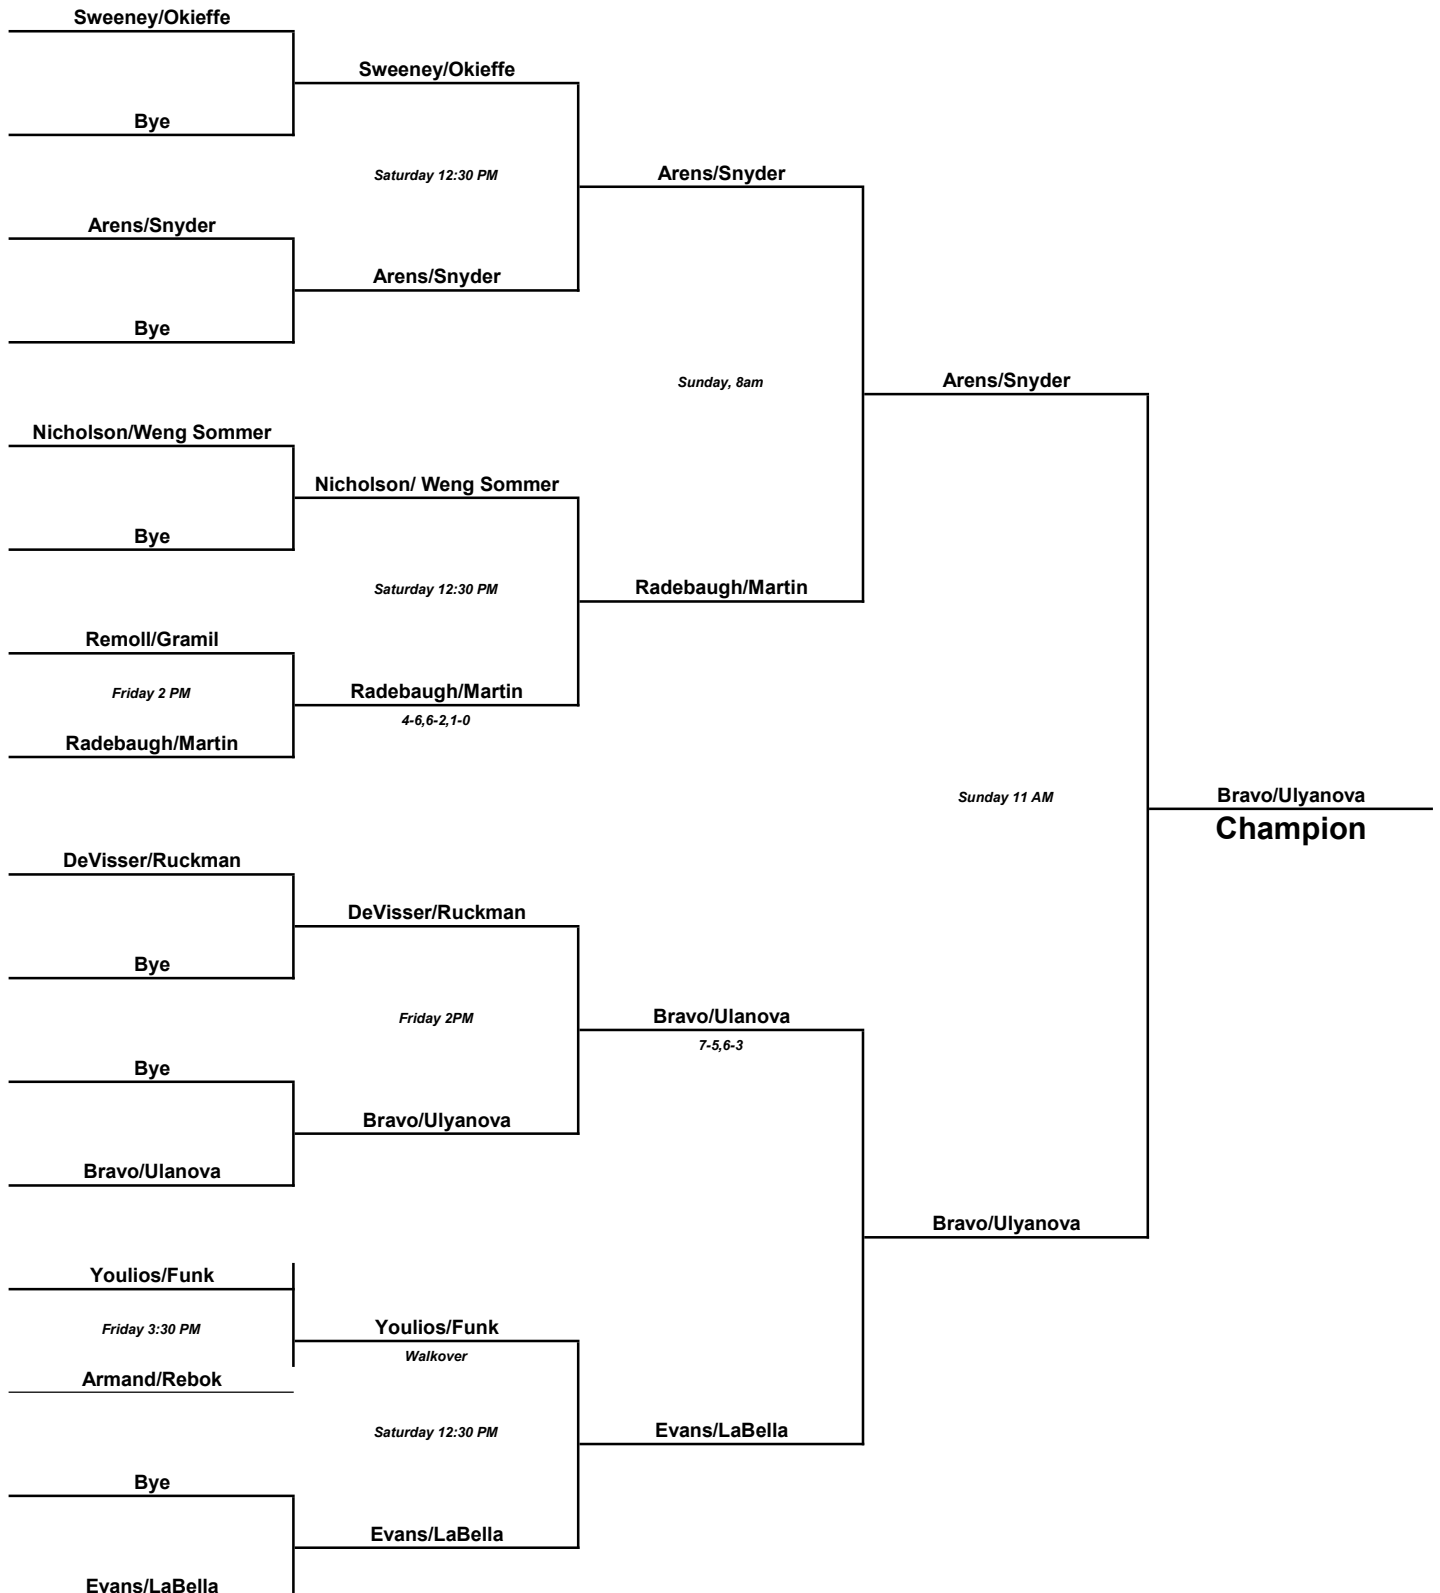 Sweeney/Okieffe
Sweeney/Okieffe
Bye
Saturday 12:30 PM
Arens/Snyder
Arens/Snyder
Arens/Snyder
Bye
Sunday, 8am
Arens/Snyder
Nicholson/Weng Sommer
Nicholson/ Weng Sommer
Bye
Saturday 12:30 PM
Radebaugh/Martin
Remoll/Gramil
Friday 2 PM
Radebaugh/Martin
4-6,6-2,1-0
Radebaugh/Martin
Sunday 11 AM
Bravo/Ulyanova
Champion
DeVisser/Ruckman
DeVisser/Ruckman
Bye
Friday 2PM
Bravo/Ulanova
7-5,6-3
Bye
Bravo/Ulyanova
Bravo/Ulanova
Bravo/Ulyanova
Youlios/Funk
Friday 3:30 PM
Youlios/Funk
Walkover
Armand/Rebok
Saturday 12:30 PM
Evans/LaBella
Bye
Evans/LaBella
Evans/LaBella